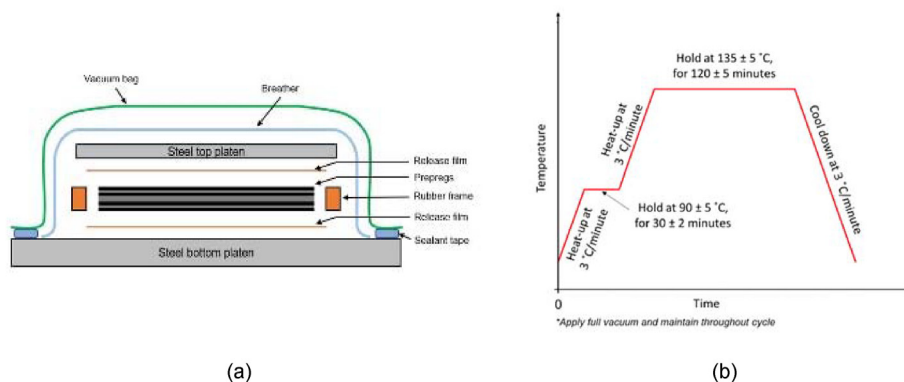 Vacuum bag
Breather
Steel top platen
Release film
Prepregs
Rubber frame
Release film
Sealant tape
Steel bottom platen
(a)
Temperature
Hold at 135 ± 5 ˚C,
for 120 ± 5 minutes
Heat-up at
3 ˚C/minute
Cool down at 3 ˚C/minute
Hold at 90 ± 5 ˚C,
for 30 ± 2 minutes
Heat-up at
3 ˚C/minute
0
Time
*Apply full vacuum and maintain throughout cycle
(b)